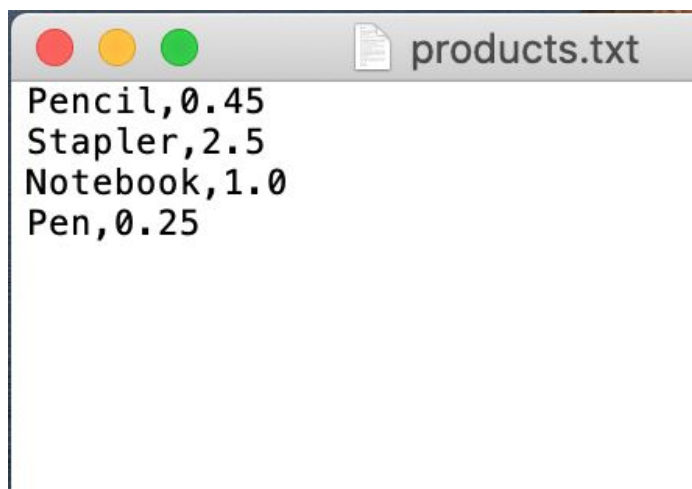 products.txt
Pencil,0.45
Stapler,2.5
Notebook,1.0
Pen,0.25